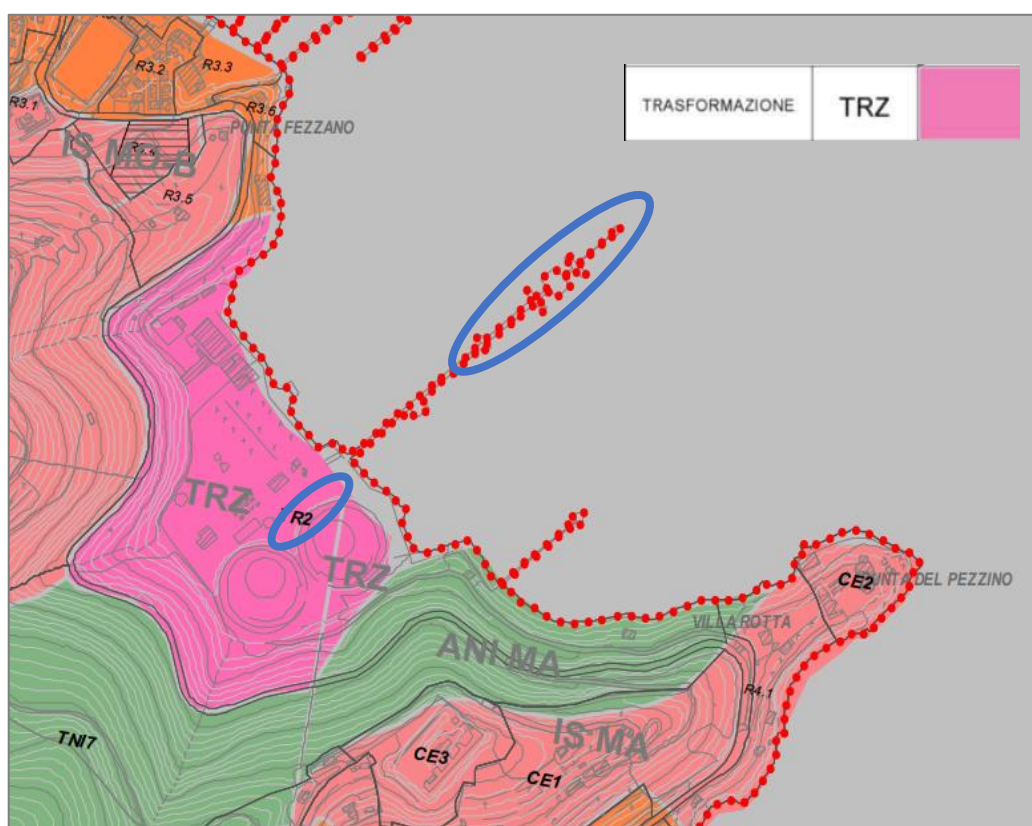 R3.2
R3.3
R3.1
R3.6
PUNTA FEZZANO
IS MO-B
R3.5
TRASFORMAZIONE
TRZ
TRZ
TR2
TRZ
ANI MA
CE2
PUNTA DEL PEZZINO
VILLA ROTTA
R4.1
IS MA
TNI7
CE3
CE1